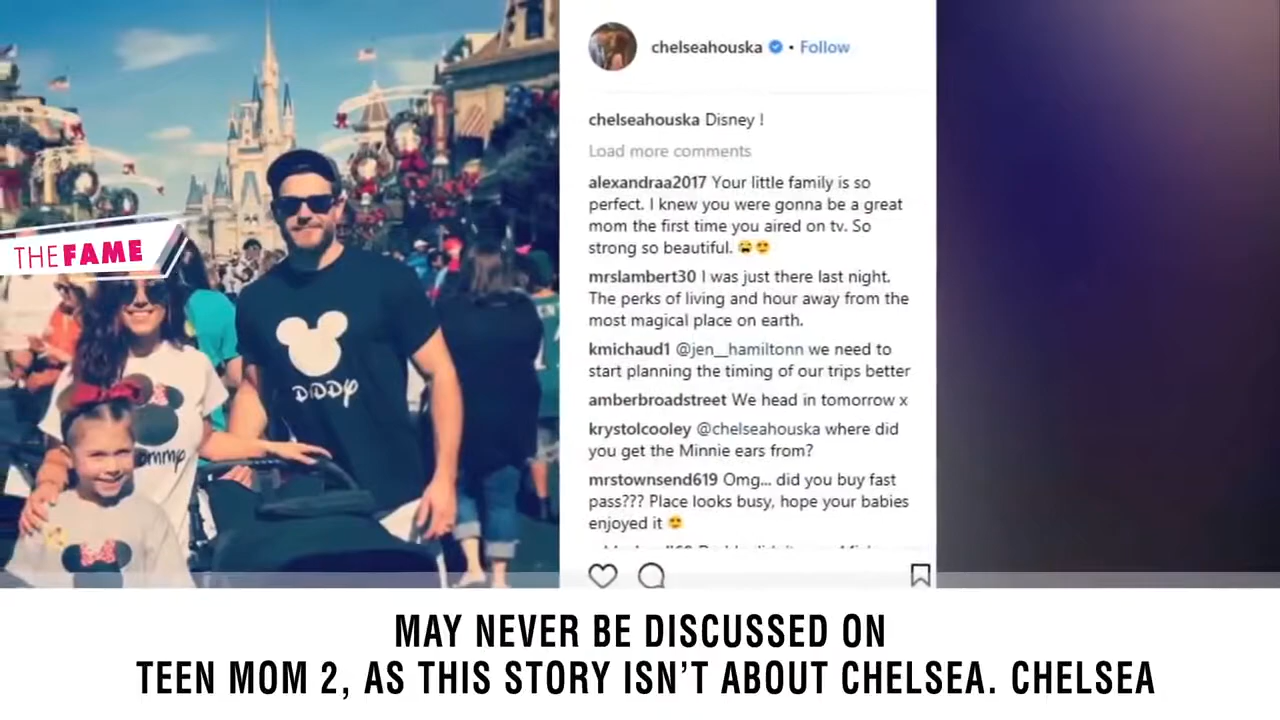 chelseahouska • Follow
chelseahouska Disney !
Load more comments
alexandraa2017 Your little family is so
perfect. I knew you were gonna be a great
mom the first time you aired on tv. So
strong so beautiful. 😭😍
mrslambert30 I was just there last night.
The perks of living and hour away from the
most magical place on earth.
kmichaud1 @jen__hamiltonn we need to
start planning the timing of our trips better
amberbroadstreet We head in tomorrow x
krystolcooley @chelseahouska where did
you get the Minnie ears from?
mrstownsend619 Omg... did you buy fast
pass??? Place looks busy, hope your babies
enjoyed it 😍
THE FAME
DADDY
mommy
MAY NEVER BE DISCUSSED ON
TEEN MOM 2, AS THIS STORY ISN'T ABOUT CHELSEA. CHELSEA